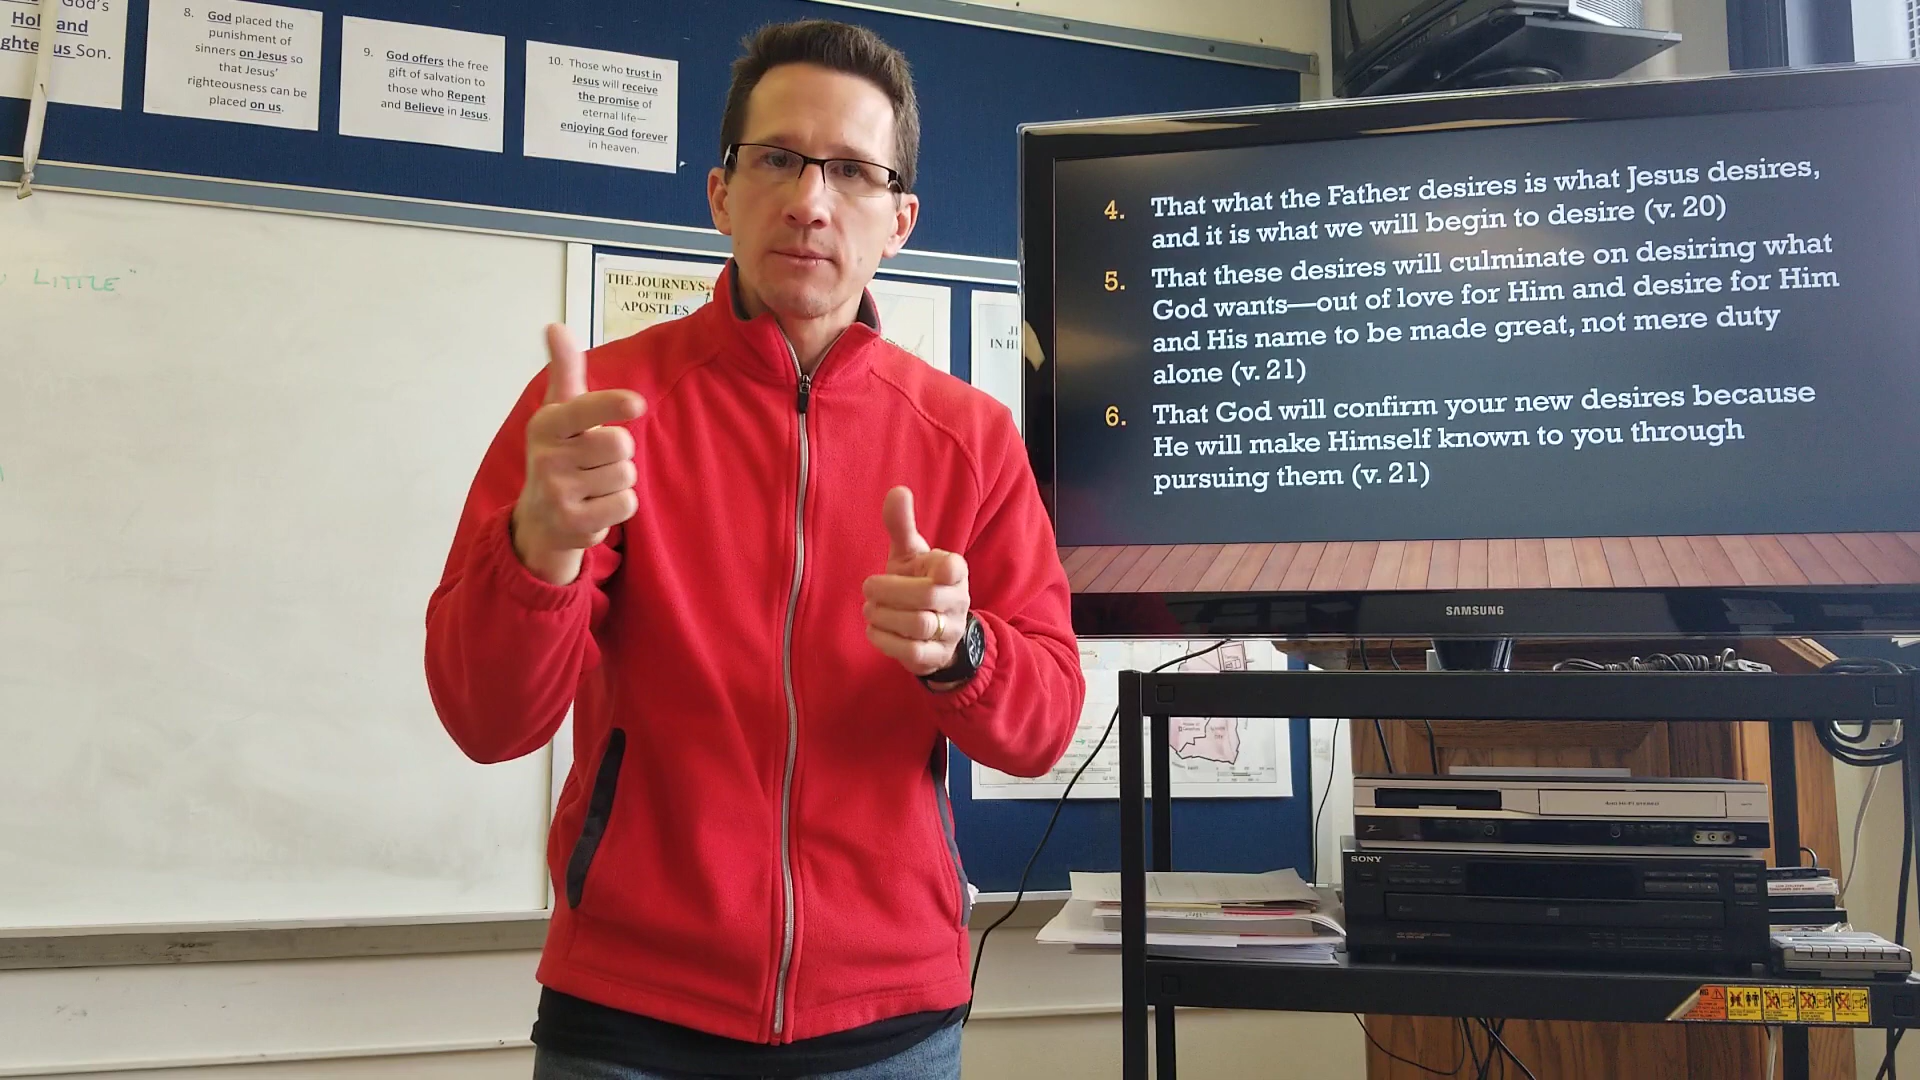 God's
Holy and
ghteous Son.
8. God placed the
punishment of
sinners on Jesus so
that Jesus'
righteousness can be
placed on us.
9. God offers the free
gift of salvation to
those who Repent
and Believe in Jesus.
10. Those who trust in
Jesus will receive
the promise of
eternal life—
enjoying God forever
in heaven.
LITTLE"
THE JOURNEYS
OF THE
APOSTLES
IN HI
4. That what the Father desires is what Jesus desires,
and it is what we will begin to desire (v. 20)
5. That these desires will culminate on desiring what
God wants—out of love for Him and desire for Him
and His name to be made great, not mere duty
alone (v. 21)
6. That God will confirm your new desires because
He will make Himself known to you through
pursuing them (v. 21)
SAMSUNG
SONY